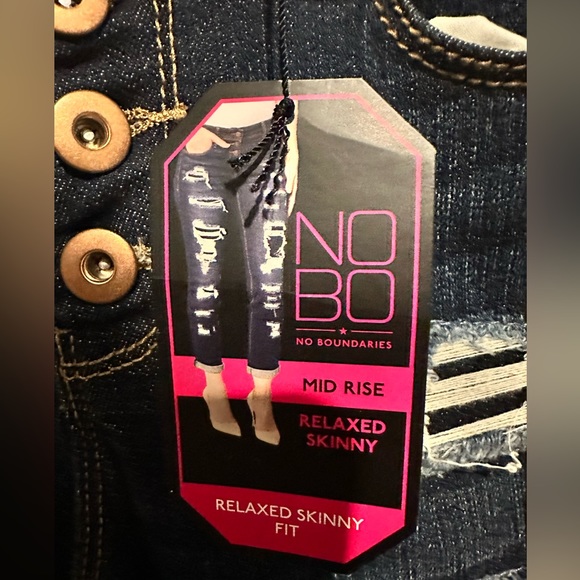 NO
BO
NO BOUNDARIES
MID RISE
RELAXED
SKINNY
RELAXED SKINNY
FIT